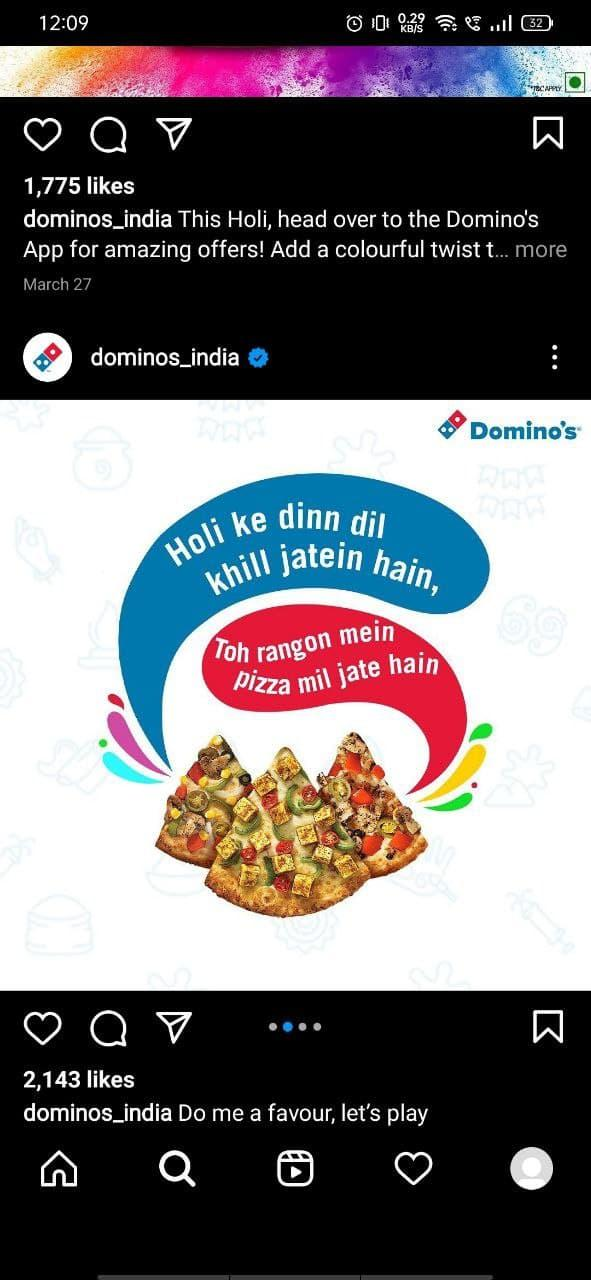 12:09
0.29
KB/S
32
*T&C APPLY
1,775 likes
dominos_india This Holi, head over to the Domino's
App for amazing offers! Add a colourful twist t... more
March 27
dominos_india
Domino's
Holi ke dinn dil
khill jatein hain,
Toh rangon mein
pizza mil jate hain
2,143 likes
dominos_india Do me a favour, let’s play